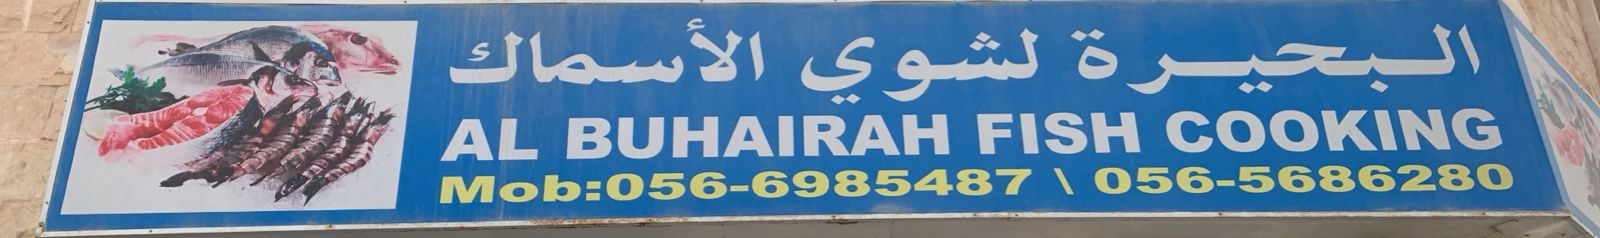 البحيرة لشوي الأسماك
AL BUHAIRAH FISH COOKING
Mob:056-6985487 \ 056-5686280